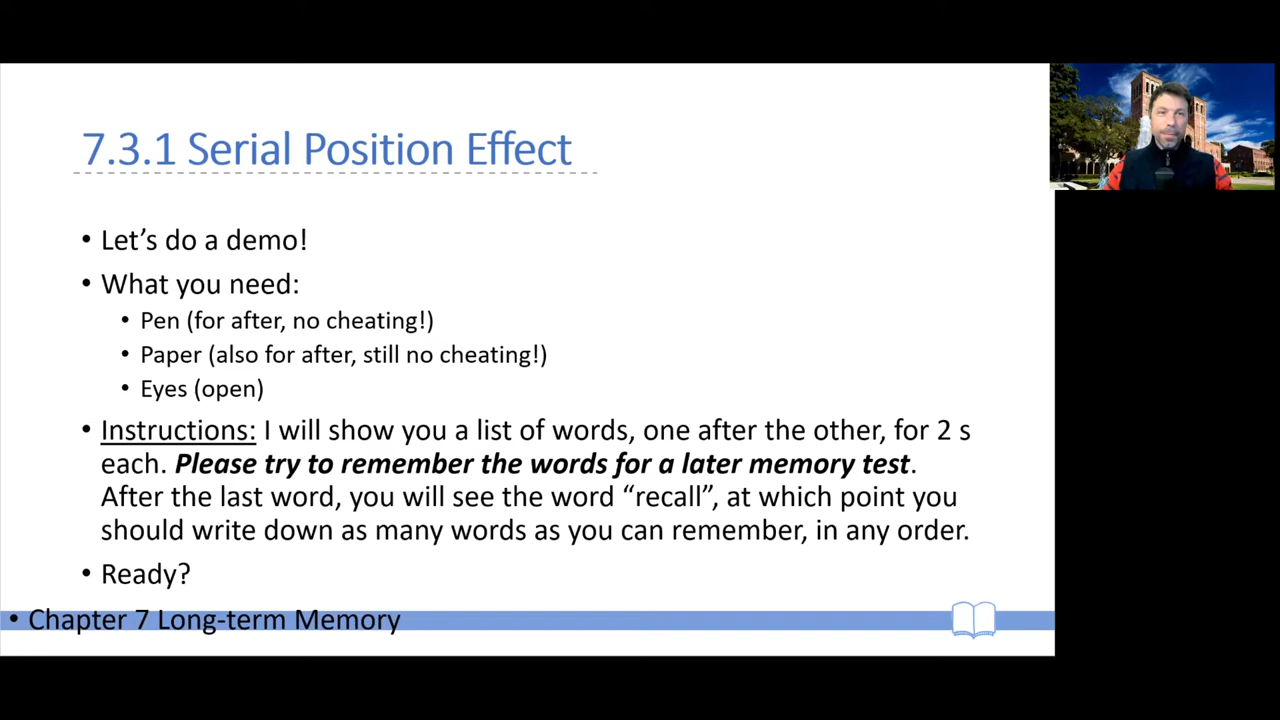 7.3.1 Serial Position Effect
• Let’s do a demo!
• What you need:
• Pen (for after, no cheating!)
• Paper (also for after, still no cheating!)
• Eyes (open)
• Instructions: I will show you a list of words, one after the other, for 2 s
each. Please try to remember the words for a later memory test.
After the last word, you will see the word “recall”, at which point you
should write down as many words as you can remember, in any order.
• Ready?
• Chapter 7 Long-term Memory